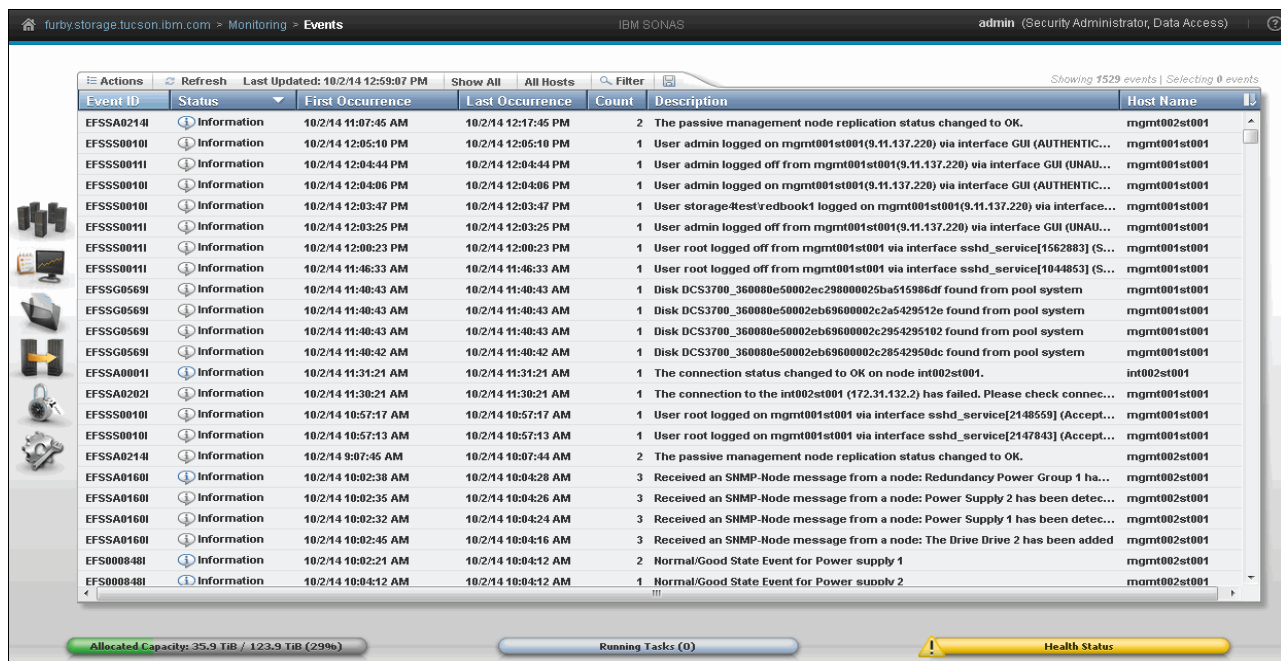 furby.storage.tucson.ibm.com > Monitoring > Events IBM SONAS admin (Security Administrator, Data Access)
Actions Refresh Last Updated: 10/2/14 12:59:07 PM Show All All Hosts Filter Showing 1529 events | Selecting 0 events
Event ID Status First Occurrence Last Occurrence Count Description Host Name
EFSSA0214I Information 10/2/14 11:07:45 AM 10/2/14 12:17:45 PM 2 The passive management node replication status changed to OK. mgmt002st001
EFSSS0010I Information 10/2/14 12:05:10 PM 10/2/14 12:05:10 PM 1 User admin logged on mgmt001st001(9.11.137.220) via interface GUI (AUTHENTIC... mgmt001st001
EFSSS0011I Information 10/2/14 12:04:44 PM 10/2/14 12:04:44 PM 1 User admin logged off from mgmt001st001(9.11.137.220) via interface GUI (UNAU... mgmt001st001
EFSSS0010I Information 10/2/14 12:04:06 PM 10/2/14 12:04:06 PM 1 User admin logged on mgmt001st001(9.11.137.220) via interface GUI (AUTHENTIC... mgmt001st001
EFSSS0010I Information 10/2/14 12:03:47 PM 10/2/14 12:03:47 PM 1 User storage4test\redbook1 logged on mgmt001st001(9.11.137.220) via interface... mgmt001st001
EFSSS0011I Information 10/2/14 12:03:25 PM 10/2/14 12:03:25 PM 1 User admin logged off from mgmt001st001(9.11.137.220) via interface GUI (UNAU... mgmt001st001
EFSSS0011I Information 10/2/14 12:00:23 PM 10/2/14 12:00:23 PM 1 User root logged off from mgmt001st001 via interface sshd_service[1562883] (S... mgmt001st001
EFSSS0011I Information 10/2/14 11:46:33 AM 10/2/14 11:46:33 AM 1 User root logged off from mgmt001st001 via interface sshd_service[1044853] (S... mgmt001st001
EFSSG0569I Information 10/2/14 11:40:43 AM 10/2/14 11:40:43 AM 1 Disk DCS3700_360080e50002ec298000025ba515986df found from pool system mgmt001st001
EFSSG0569I Information 10/2/14 11:40:43 AM 10/2/14 11:40:43 AM 1 Disk DCS3700_360080e50002eb69600002c2a5429512e found from pool system mgmt001st001
EFSSG0569I Information 10/2/14 11:40:43 AM 10/2/14 11:40:43 AM 1 Disk DCS3700_360080e50002eb69600002c2954295102 found from pool system mgmt001st001
EFSSG0569I Information 10/2/14 11:40:42 AM 10/2/14 11:40:42 AM 1 Disk DCS3700_360080e50002eb69600002c28542950dc found from pool system mgmt001st001
EFSSA0001I Information 10/2/14 11:31:21 AM 10/2/14 11:31:21 AM 1 The connection status changed to OK on node int002st001. int002st001
EFSSA0202I Information 10/2/14 11:30:21 AM 10/2/14 11:30:21 AM 1 The connection to the int002st001 (172.31.132.2) has failed. Please check connec... mgmt001st001
EFSSS0010I Information 10/2/14 10:57:17 AM 10/2/14 10:57:17 AM 1 User root logged on mgmt001st001 via interface sshd_service[2148559] (Accept... mgmt001st001
EFSSS0010I Information 10/2/14 10:57:13 AM 10/2/14 10:57:13 AM 1 User root logged on mgmt001st001 via interface sshd_service[2147843] (Accept... mgmt001st001
EFSSA0214I Information 10/2/14 9:07:45 AM 10/2/14 10:07:44 AM 2 The passive management node replication status changed to OK. mgmt002st001
EFSSA0160I Information 10/2/14 10:02:38 AM 10/2/14 10:04:28 AM 3 Received an SNMP-Node message from a node: Redundancy Power Group 1 ha... mgmt002st001
EFSSA0160I Information 10/2/14 10:02:35 AM 10/2/14 10:04:26 AM 3 Received an SNMP-Node message from a node: Power Supply 2 has been detec... mgmt002st001
EFSSA0160I Information 10/2/14 10:02:32 AM 10/2/14 10:04:24 AM 3 Received an SNMP-Node message from a node: Power Supply 1 has been detec... mgmt002st001
EFSSA0160I Information 10/2/14 10:02:45 AM 10/2/14 10:04:16 AM 3 Received an SNMP-Node message from a node: The Drive Drive 2 has been added mgmt002st001
EFS000848I Information 10/2/14 10:02:21 AM 10/2/14 10:04:12 AM 2 Normal/Good State Event for Power supply 1 mgmt002st001
EFS000848I Information 10/2/14 10:04:12 AM 10/2/14 10:04:12 AM 1 Normal/Good State Event for Power supply 2 mgmt002st001
Allocated Capacity: 35.9 TiB / 123.9 TiB (29%) Running Tasks (0) Health Status